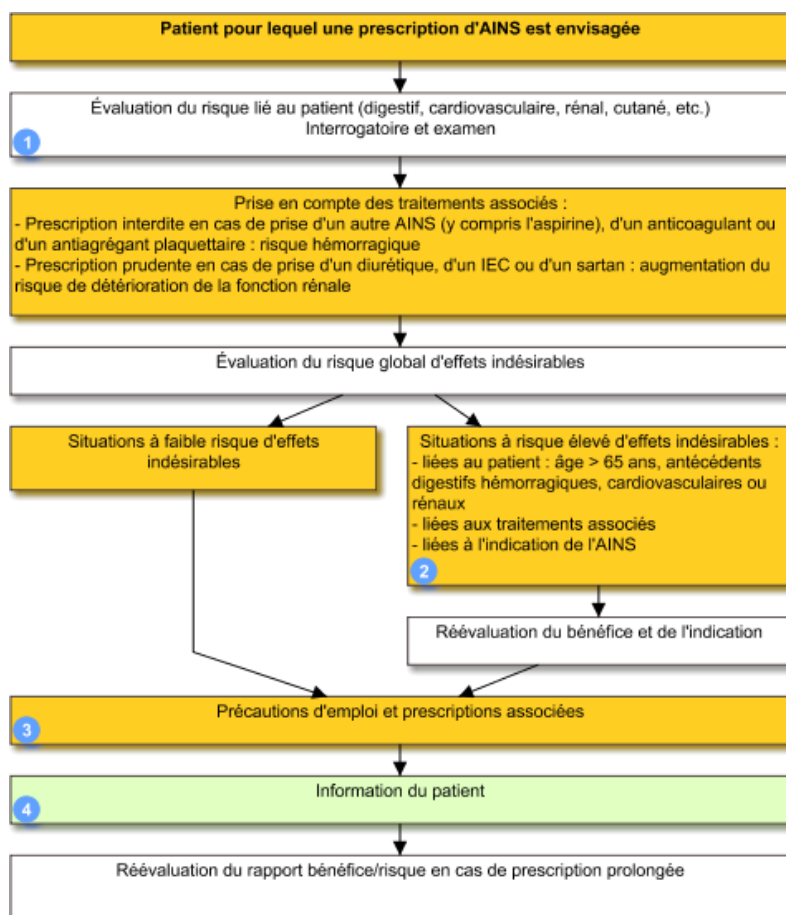 Patient pour lequel une prescription d'AINS est envisagée
Évaluation du risque lié au patient (digestif, cardiovasculaire, rénal, cutané, etc.)
Interrogatoire et examen
1
Prise en compte des traitements associés :
- Prescription interdite en cas de prise d'un autre AINS (y compris l'aspirine), d'un anticoagulant ou
d'un antiagrégant plaquettaire : risque hémorragique
- Prescription prudente en cas de prise d'un diurétique, d'un IEC ou d'un sartan : augmentation du
risque de détérioration de la fonction rénale
Évaluation du risque global d'effets indésirables
Situations à faible risque d'effets
indésirables
Situations à risque élevé d'effets indésirables :
- liées au patient : âge > 65 ans, antécédents
digestifs hémorragiques, cardiovasculaires ou
rénaux
- liées aux traitements associés
- liées à l'indication de l'AINS
2
Réévaluation du bénéfice et de l'indication
Précautions d'emploi et prescriptions associées
3
Information du patient
4
Réévaluation du rapport bénéfice/risque en cas de prescription prolongée